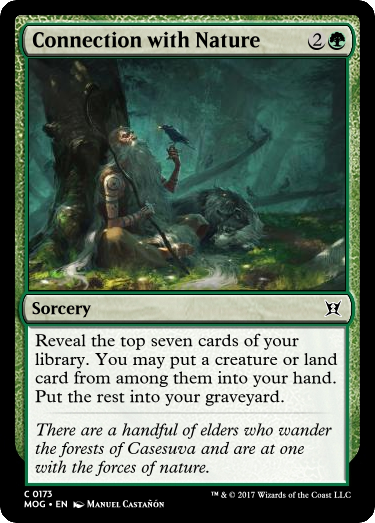 Connection with Nature 2
Sorcery
Reveal the top seven cards of your
library. You may put a creature or land
card from among them into your hand.
Put the rest into your graveyard.
There are a handful of elders who wander
the forests of Casesuva and are at one
with the forces of nature.
C 0173
MOG • EN Manuel Castañón
™ & © 2017 Wizards of the Coast LLC